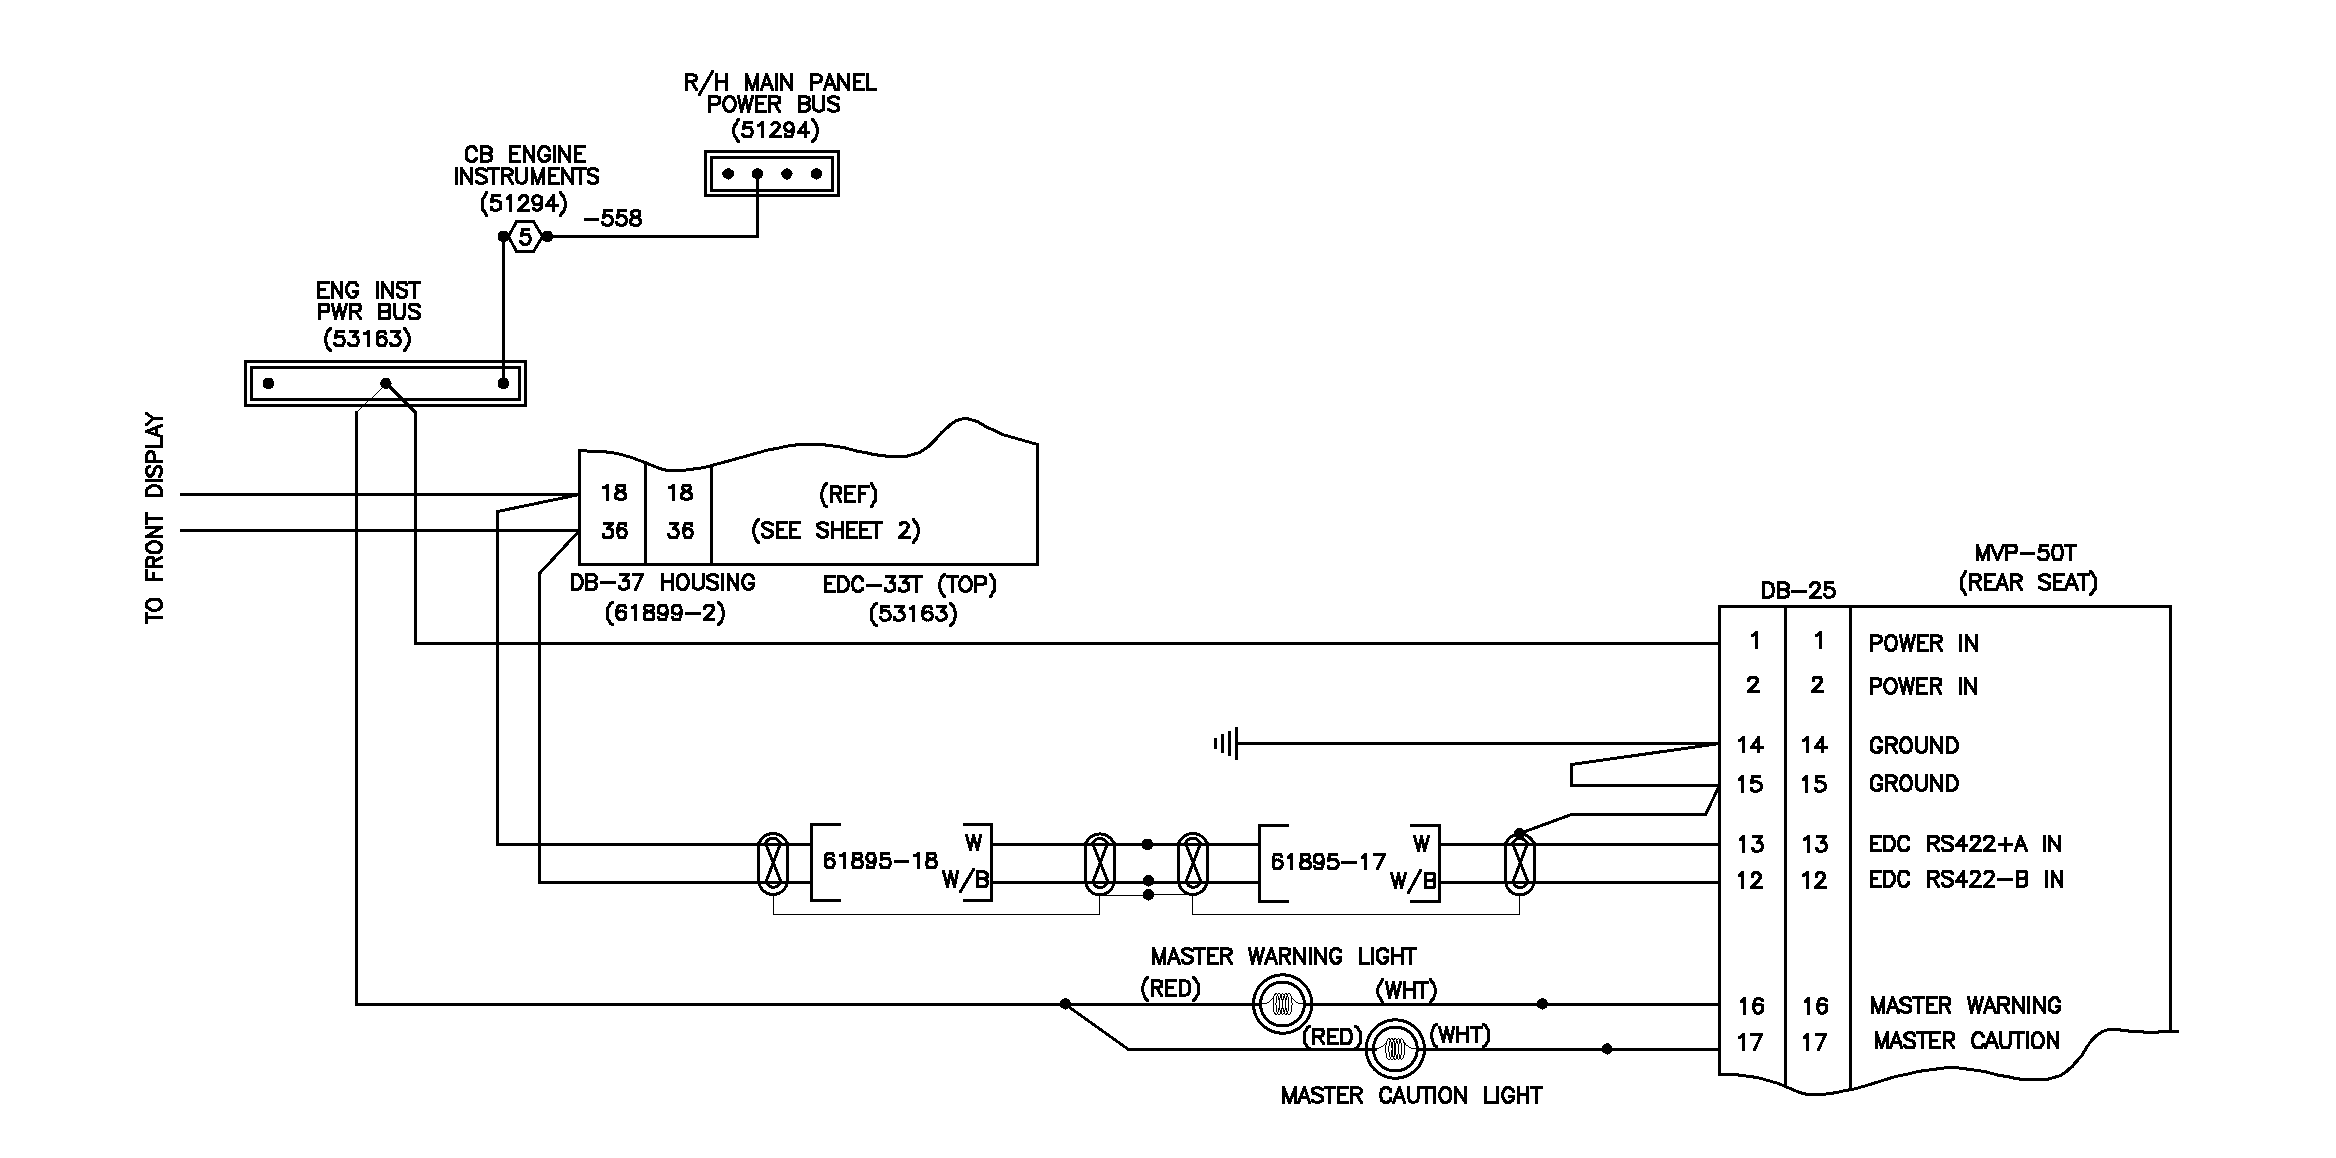 R/H MAIN PANEL
POWER BUS
(51294)
CB ENGINE
INSTRUMENTS
(51294)
-558
5
ENG INST
PWR BUS
(53163)
TO FRONT DISPLAY
18 18 (REF)
36 36 (SEE SHEET 2)
DB-37 HOUSING
(61899-2)
EDC-33T (TOP)
(53163)
MVP-50T
(REAR SEAT)
DB-25
1 1 POWER IN
2 2 POWER IN
14 14 GROUND
15 15 GROUND
13 13 EDC RS422+A IN
12 12 EDC RS422-B IN
61895-18
W
W/B
61895-17
W
W/B
MASTER WARNING LIGHT
(RED) (WHT)
16 16 MASTER WARNING
(RED) (WHT)
17 17 MASTER CAUTION
MASTER CAUTION LIGHT